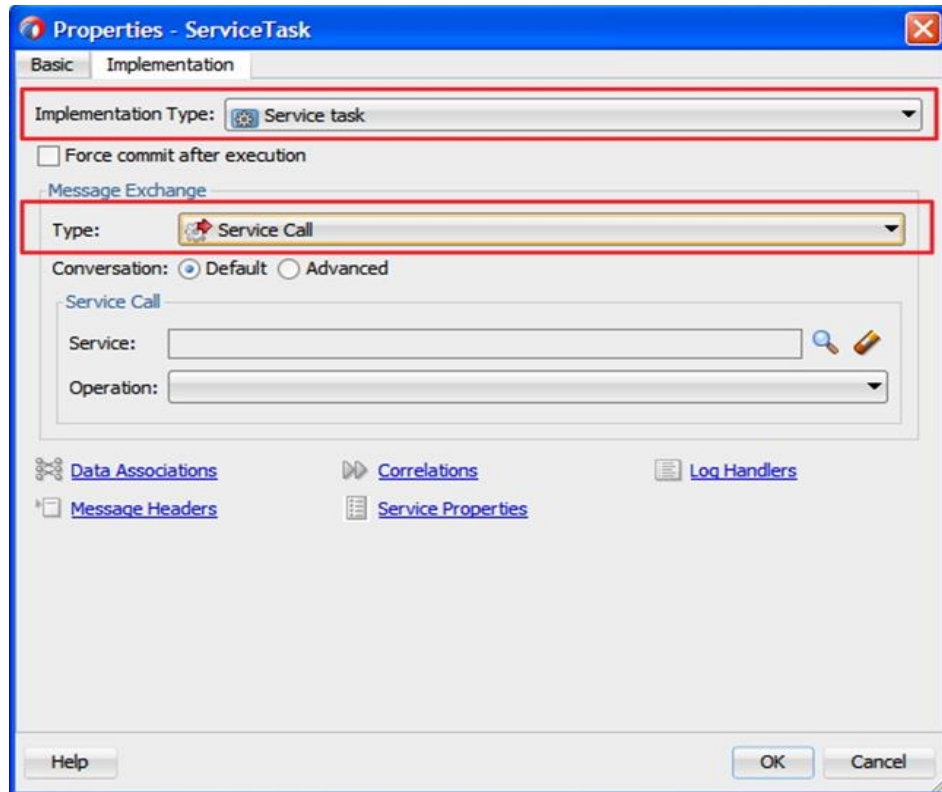 Properties - ServiceTask
Basic Implementation
Implementation Type: Service task
Force commit after execution
Message Exchange
Type: Service Call
Conversation: Default Advanced
Service Call
Service:
Operation:
Data Associations Correlations Log Handlers
Message Headers Service Properties
Help OK Cancel